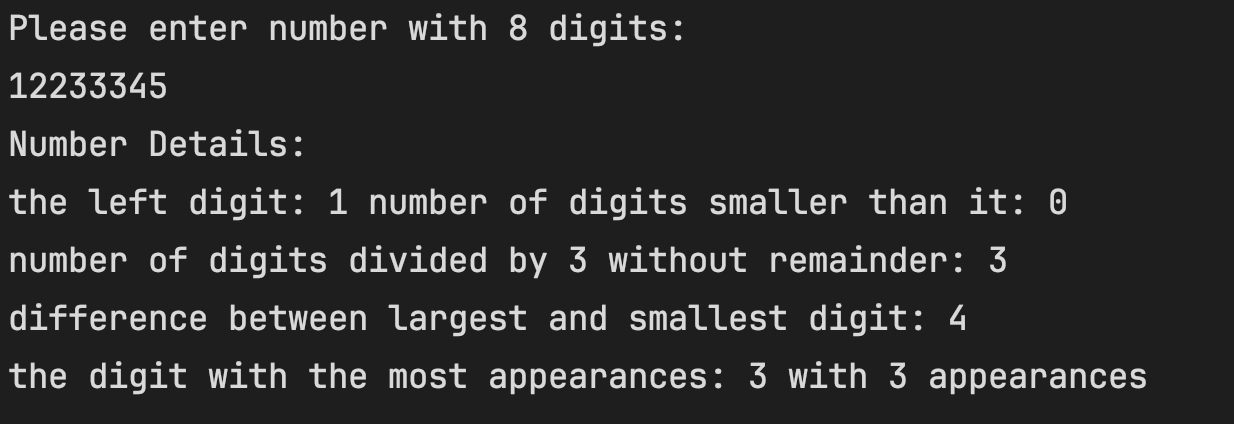 Please enter number with 8 digits:
12233345
Number Details:
the left digit: 1 number of digits smaller than it: 0
number of digits divided by 3 without remainder: 3
difference between largest and smallest digit: 4
the digit with the most appearances: 3 with 3 appearances